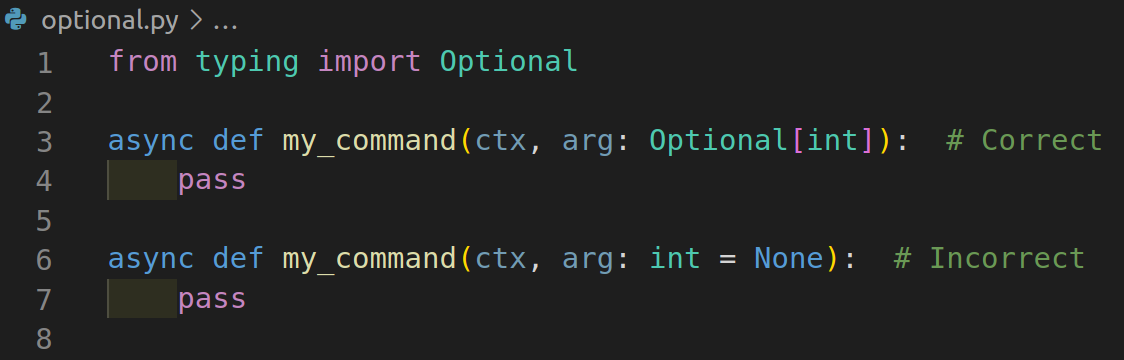 optional.py > ...
1 from typing import Optional
2
3 async def my_command(ctx, arg: Optional[int]):  # Correct
4     pass
5
6 async def my_command(ctx, arg: int = None):  # Incorrect
7     pass
8